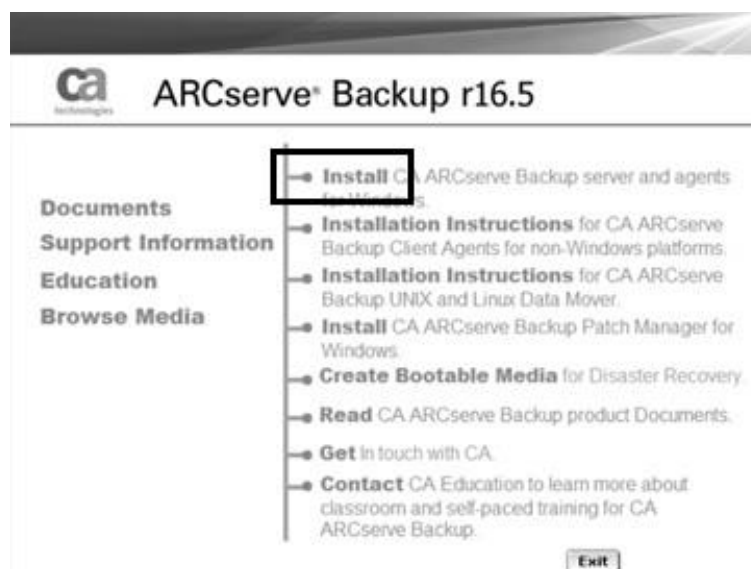 ca
technologies
ARCserve® Backup r16.5
Documents
Support Information
Education
Browse Media
Install CA ARCserve Backup server and agents
for Windows.
Installation Instructions for CA ARCserve
Backup Client Agents for non-Windows platforms.
Installation Instructions for CA ARCserve
Backup UNIX and Linux Data Mover.
Install CA ARCserve Backup Patch Manager for
Windows.
Create Bootable Media for Disaster Recovery.
Read CA ARCserve Backup product Documents.
Get In touch with CA.
Contact CA Education to learn more about
classroom and self-paced training for CA
ARCserve Backup.
Exit